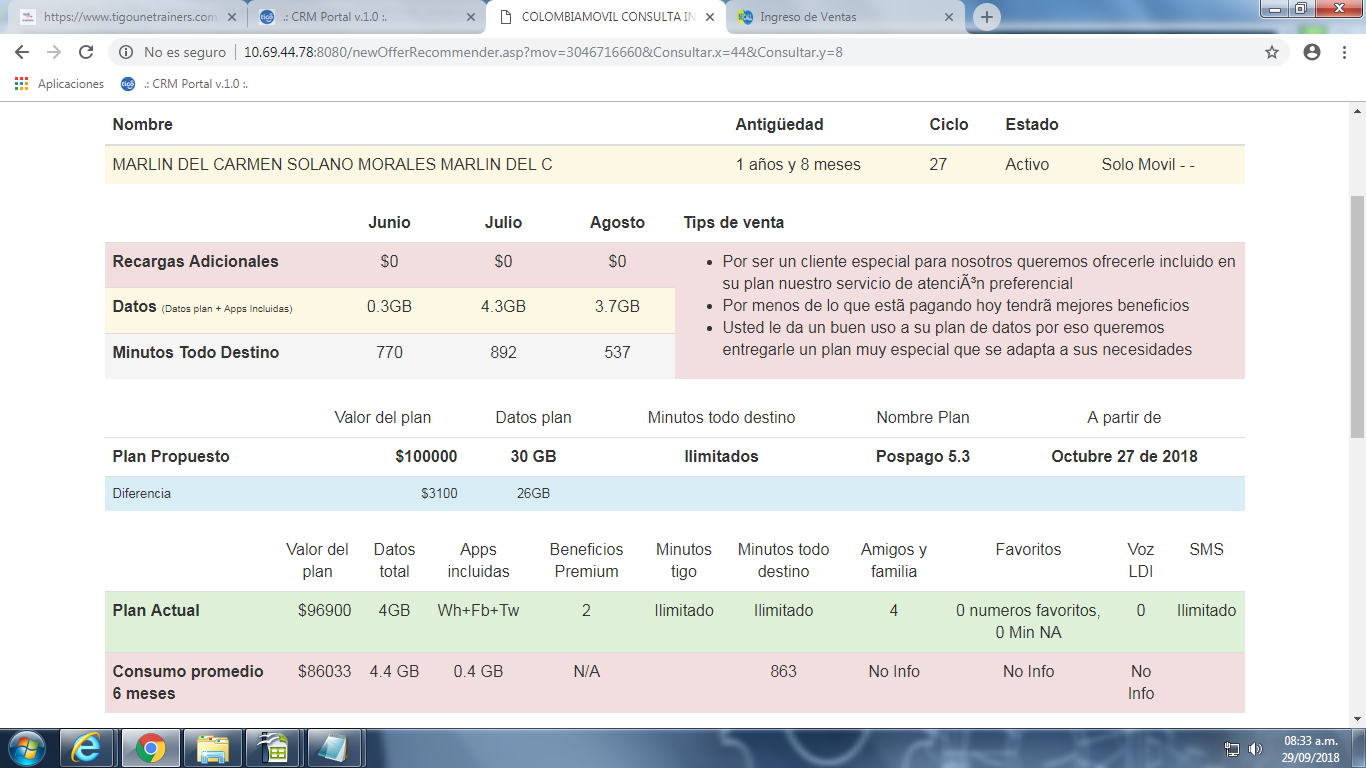 https://www.tigounetrainers.com
.: CRM Portal v.1.0 :.
COLOMBIAMOVIL CONSULTA IN
Ingreso de Ventas
No es seguro
10.69.44.78:8080/newOfferRecommender.asp?mov=3046716660&Consultar.x=44&Consultar.y=8
Aplicaciones
.: CRM Portal v.1.0 :.
Nombre Antigüedad Ciclo Estado
MARLIN DEL CARMEN SOLANO MORALES MARLIN DEL C 1 años y 8 meses 27 Activo Solo Movil - -
Junio Julio Agosto Tips de venta
Recargas Adicionales $0 $0 $0
Datos (Datos plan + Apps Incluidas) 0.3GB 4.3GB 3.7GB
Minutos Todo Destino 770 892 537
Por ser un cliente especial para nosotros queremos ofrecerle incluido en
su plan nuestro servicio de atenciÃ³n preferencial
Por menos de lo que estã pagando hoy tendrã mejores beneficios
Usted le da un buen uso a su plan de datos por eso queremos
entregarle un plan muy especial que se adapta a sus necesidades
Valor del plan Datos plan Minutos todo destino Nombre Plan A partir de
Plan Propuesto $100000 30 GB Ilimitados Pospago 5.3 Octubre 27 de 2018
Diferencia $3100 26GB
Valor del plan Datos total Apps incluidas Beneficios Premium Minutos tigo Minutos todo destino Amigos y familia Favoritos Voz LDI SMS
Plan Actual $96900 4GB Wh+Fb+Tw 2 Ilimitado Ilimitado 4 0 numeros favoritos, 0 Min NA 0 Ilimitado
Consumo promedio 6 meses $86033 4.4 GB 0.4 GB N/A 863 No Info No Info No Info
08:33 a.m.
29/09/2018